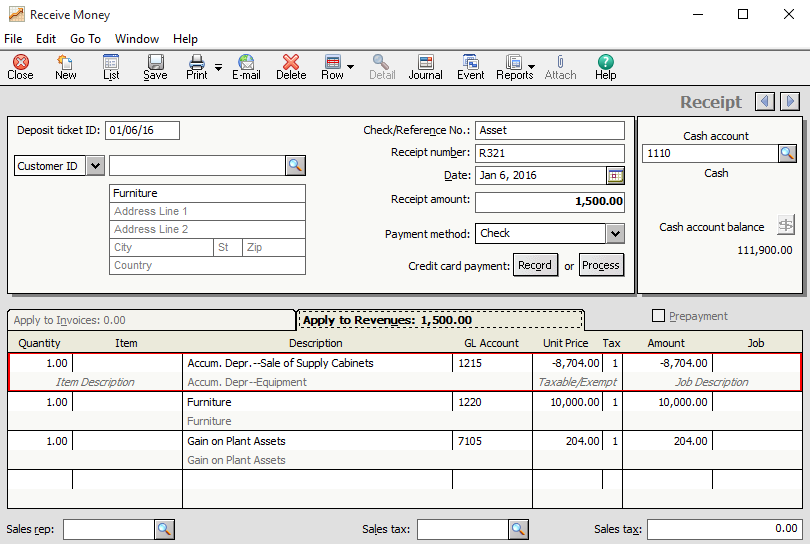 Receive Money
File Edit Go To Window Help
Close New List Save Print E-mail Delete Row Detail Journal Event Reports Attach Help
Receipt
Deposit ticket ID: 01/06/16
Customer ID
Furniture
Address Line 1
Address Line 2
City St Zip
Country
Check/Reference No.: Asset
Receipt number: R321
Date: Jan 6, 2016
Receipt amount: 1,500.00
Payment method: Check
Credit card payment: Record or Process
Cash account
1110
Cash
Cash account balance
111,900.00
Apply to Invoices: 0.00 Apply to Revenues: 1,500.00 Prepayment
Quantity Item Description GL Account Unit Price Tax Amount Job
1.00 Accum. Depr.--Sale of Supply Cabinets 1215 -8,704.00 1 -8,704.00
Item Description Accum. Depr--Equipment Taxable/Exempt Job Description
1.00 Furniture 1220 10,000.00 1 10,000.00
Furniture
1.00 Gain on Plant Assets 7105 204.00 1 204.00
Gain on Plant Assets
Sales rep: Sales tax: Sales tax: 0.00